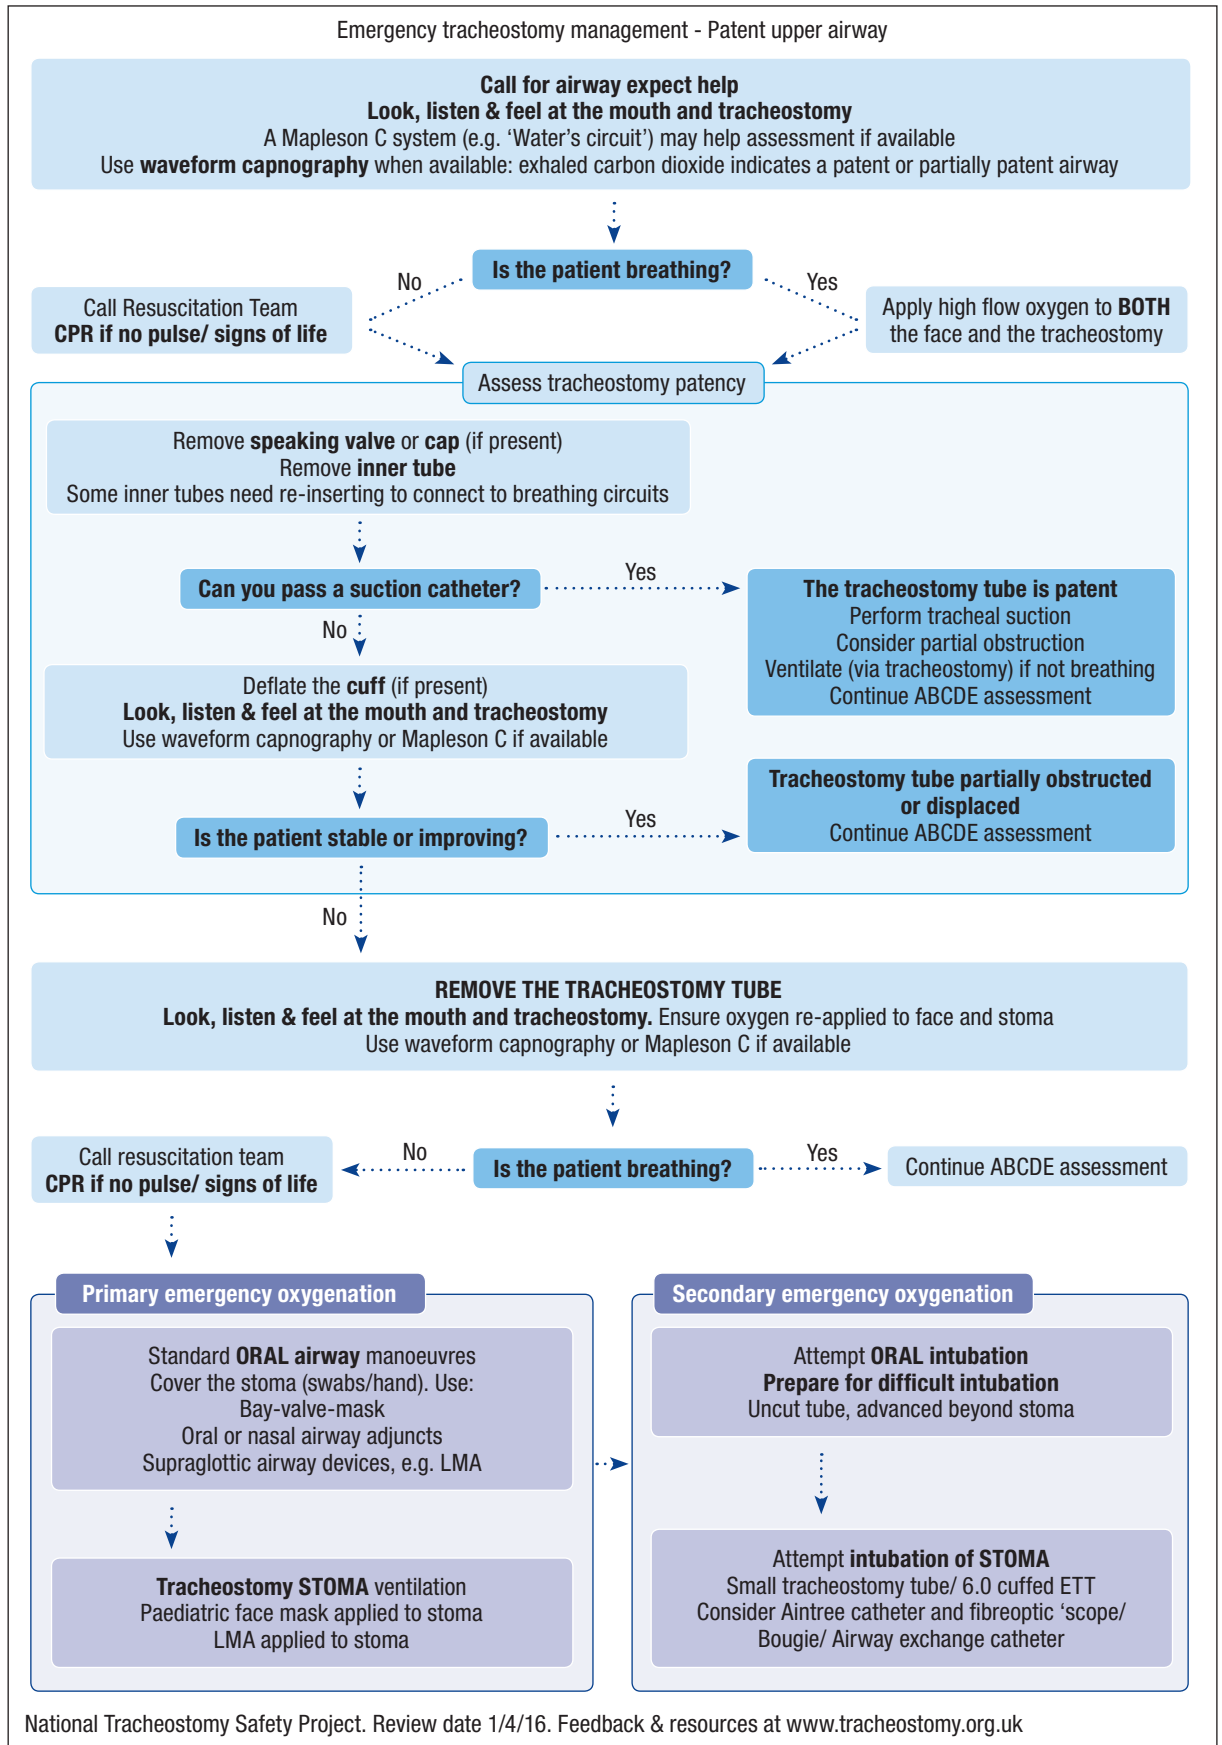 Emergency tracheostomy management - Patent upper airway
Call for airway expect help
Look, listen & feel at the mouth and tracheostomy
A Mapleson C system (e.g. ‘Water’s circuit’) may help assessment if available
Use waveform capnography when available: exhaled carbon dioxide indicates a patent or partially patent airway
Is the patient breathing?
No
Yes
Call Resuscitation Team
CPR if no pulse/ signs of life
Apply high flow oxygen to BOTH
the face and the tracheostomy
Assess tracheostomy patency
Remove speaking valve or cap (if present)
Remove inner tube
Some inner tubes need re-inserting to connect to breathing circuits
Can you pass a suction catheter?
Yes
No
The tracheostomy tube is patent
Perform tracheal suction
Consider partial obstruction
Ventilate (via tracheostomy) if not breathing
Continue ABCDE assessment
Deflate the cuff (if present)
Look, listen & feel at the mouth and tracheostomy
Use waveform capnography or Mapleson C if available
Is the patient stable or improving?
Yes
Tracheostomy tube partially obstructed
or displaced
Continue ABCDE assessment
No
REMOVE THE TRACHEOSTOMY TUBE
Look, listen & feel at the mouth and tracheostomy. Ensure oxygen re-applied to face and stoma
Use waveform capnography or Mapleson C if available
Is the patient breathing?
No
Yes
Call resuscitation team
CPR if no pulse/ signs of life
Continue ABCDE assessment
Primary emergency oxygenation
Standard ORAL airway manoeuvres
Cover the stoma (swabs/hand). Use:
Bay-valve-mask
Oral or nasal airway adjuncts
Supraglottic airway devices, e.g. LMA
Tracheostomy STOMA ventilation
Paediatric face mask applied to stoma
LMA applied to stoma
Secondary emergency oxygenation
Attempt ORAL intubation
Prepare for difficult intubation
Uncut tube, advanced beyond stoma
Attempt intubation of STOMA
Small tracheostomy tube/ 6.0 cuffed ETT
Consider Aintree catheter and fibreoptic ‘scope/
Bougie/ Airway exchange catheter
National Tracheostomy Safety Project. Review date 1/4/16. Feedback & resources at www.tracheostomy.org.uk